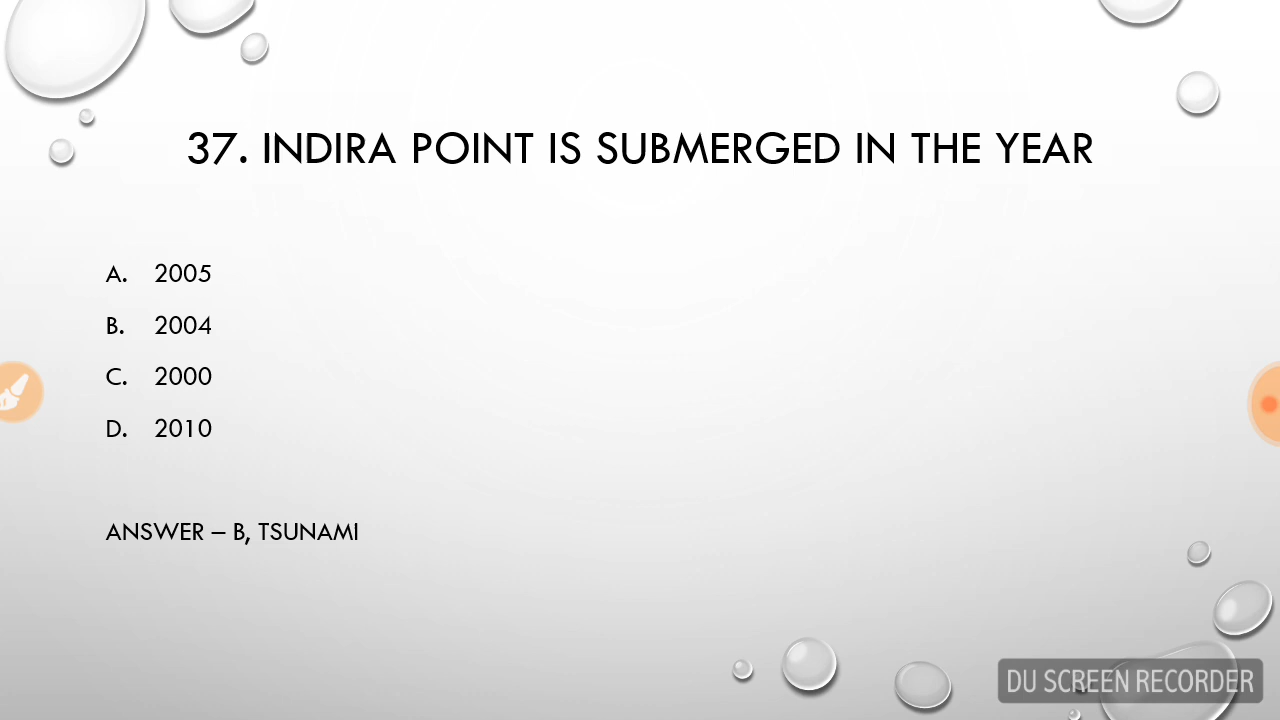 37. INDIRA POINT IS SUBMERGED IN THE YEAR
A. 2005
B. 2004
C. 2000
D. 2010
ANSWER – B, TSUNAMI
DU SCREEN RECORDER